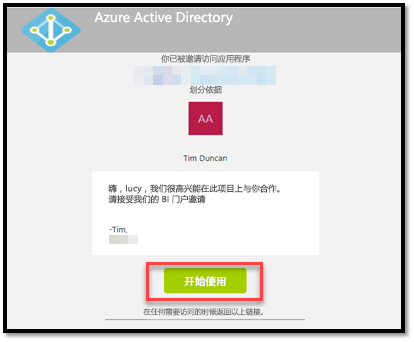 Azure Active Directory
你已被邀请访问应用程序
划分依据
AA
Tim Duncan
嗨，lucy，我们很高兴能在此项目上与你合作。
请接受我们的 BI 门户邀请
-Tim,
开始使用
在任何需要访问的时候返回以上链接。